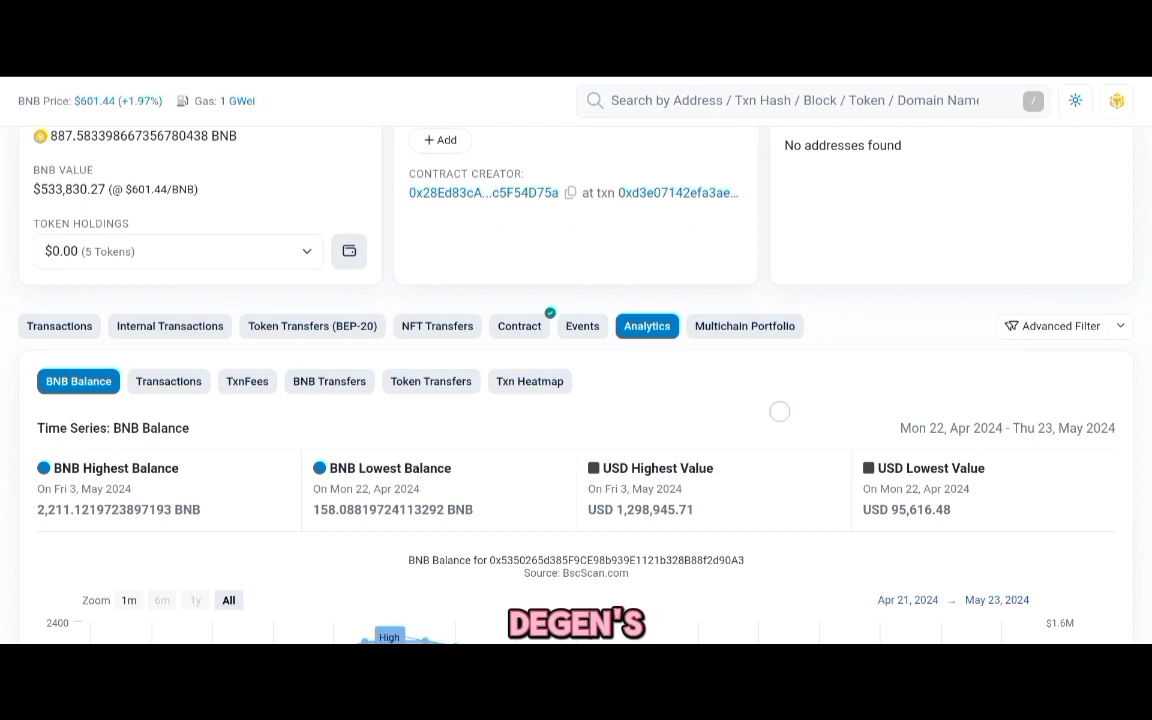 BNB Price: $601.44 (+1.97%) Gas: 1 GWei
Search by Address / Txn Hash / Block / Token / Domain Name /
887.583398667356780438 BNB
BNB VALUE
$533,830.27 (@ $601.44/BNB)
TOKEN HOLDINGS
$0.00 (5 Tokens)
+ Add
CONTRACT CREATOR:
0x28Ed83cA...c5F54D75a at txn 0xd3e07142efa3ae...
No addresses found
Transactions Internal Transactions Token Transfers (BEP-20) NFT Transfers Contract Events Analytics Multichain Portfolio Advanced Filter
BNB Balance Transactions TxnFees BNB Transfers Token Transfers Txn Heatmap
Time Series: BNB Balance Mon 22, Apr 2024 - Thu 23, May 2024
BNB Highest Balance
On Fri 3, May 2024
2,211.1219723897193 BNB
BNB Lowest Balance
On Mon 22, Apr 2024
158.08819724113292 BNB
USD Highest Value
On Fri 3, May 2024
USD 1,298,945.71
USD Lowest Value
On Mon 22, Apr 2024
USD 95,616.48
BNB Balance for 0x5350265d385F9CE98b939E1121b328B88f2d90A3
Source: BscScan.com
Zoom 1m 6m 1y All Apr 21, 2024 → May 23, 2024
2400 $1.6M
High
DEGEN'S